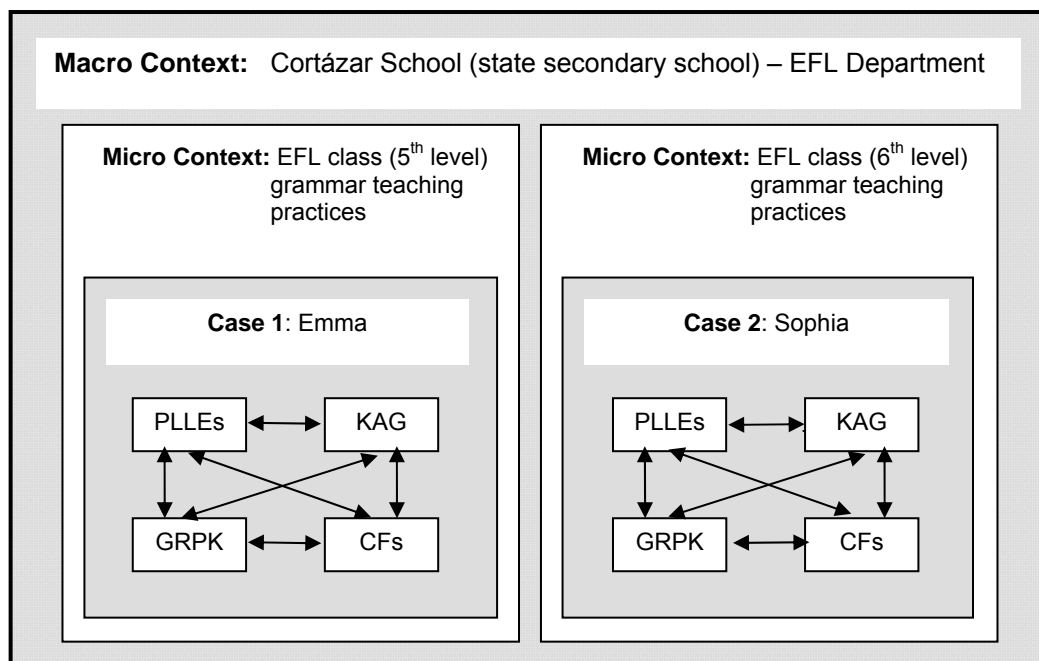 Macro Context: Cortázar School (state secondary school) – EFL Department
Micro Context: EFL class (5th level)
grammar teaching
practices
Case 1: Emma
PLLEs KAG
GRPK CFs
Micro Context: EFL class (6th level)
grammar teaching
practices
Case 2: Sophia
PLLEs KAG
GRPK CFs